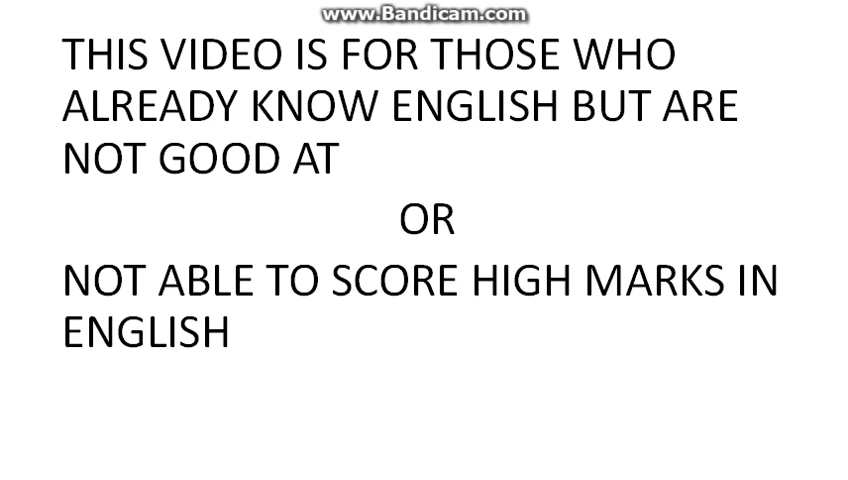 www.Bandicam.com
THIS VIDEO IS FOR THOSE WHO
ALREADY KNOW ENGLISH BUT ARE
NOT GOOD AT
OR
NOT ABLE TO SCORE HIGH MARKS IN
ENGLISH